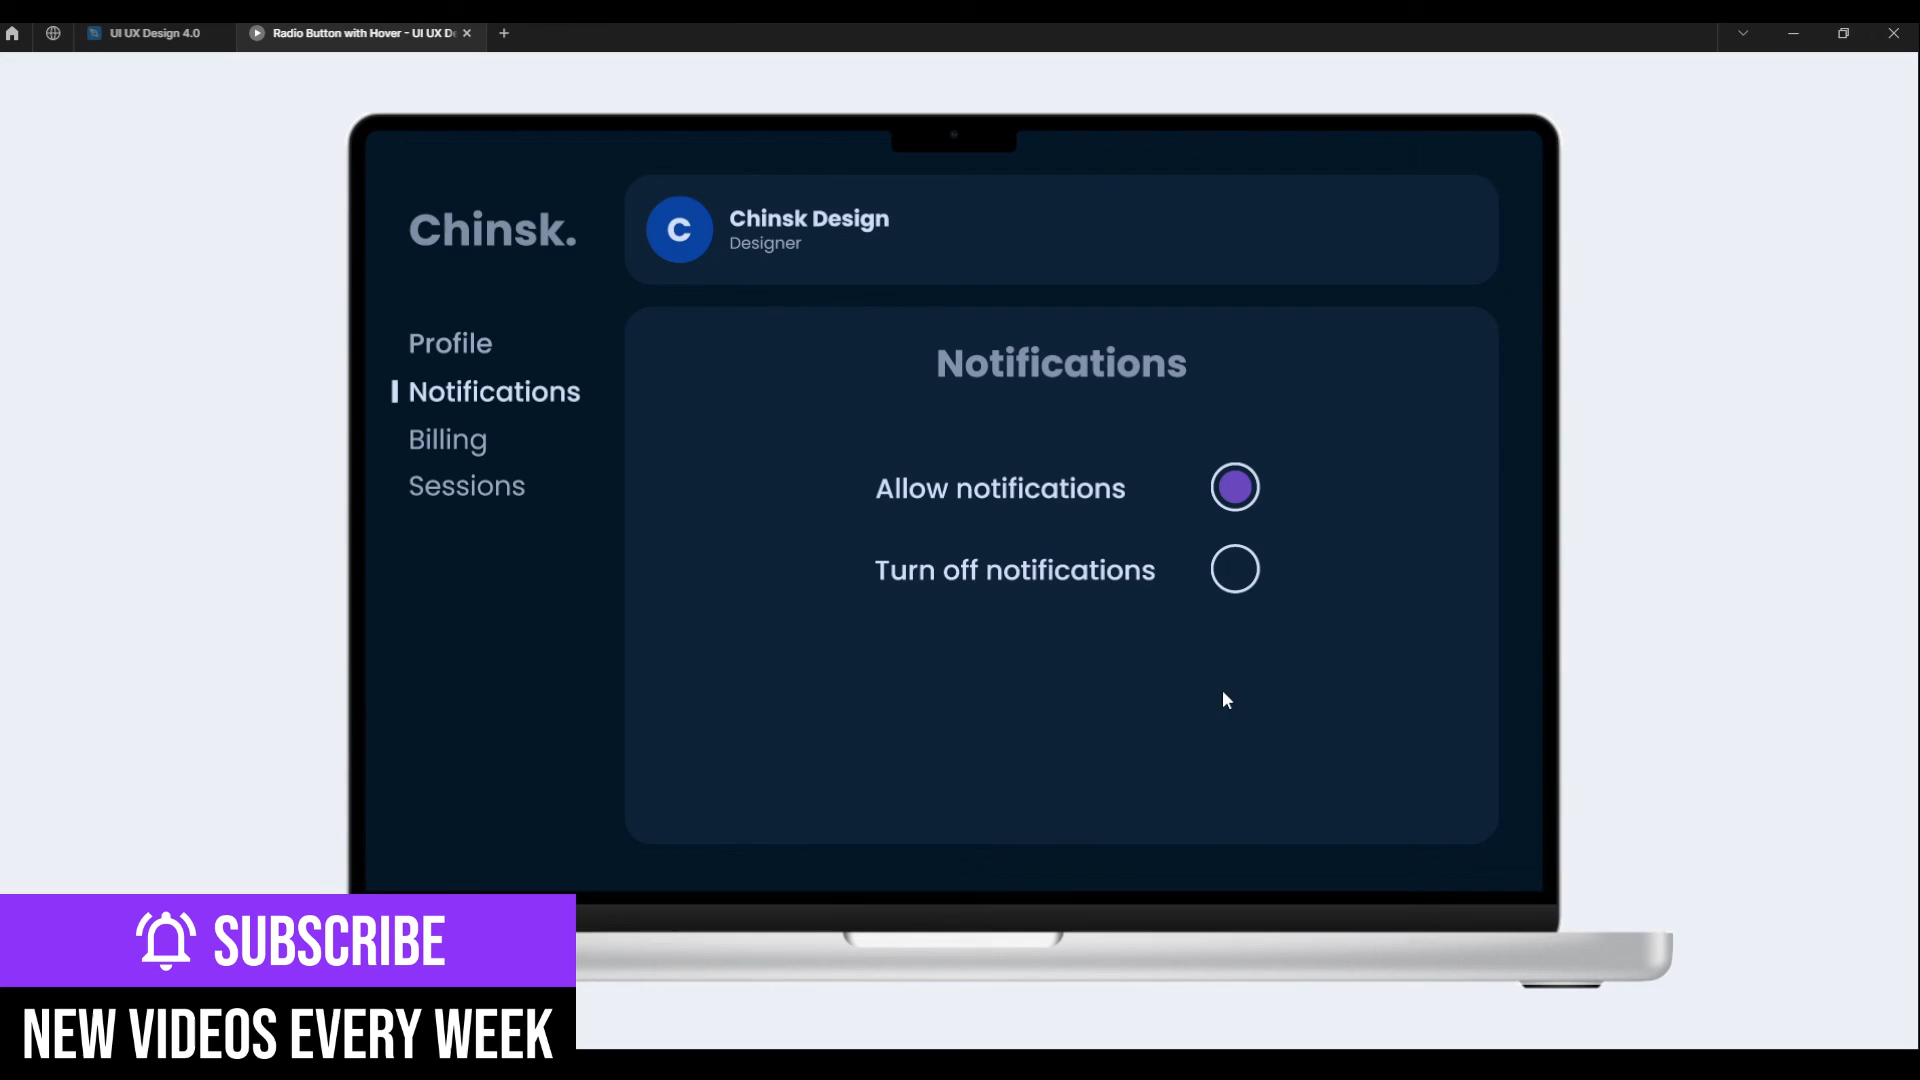 UI UX Design 4.0
Radio Button with Hover - UI UX D
Chinsk.
C
Chinsk Design
Designer
Profile
Notifications
Billing
Sessions
Notifications
Allow notifications
Turn off notifications
SUBSCRIBE
NEW VIDEOS EVERY WEEK